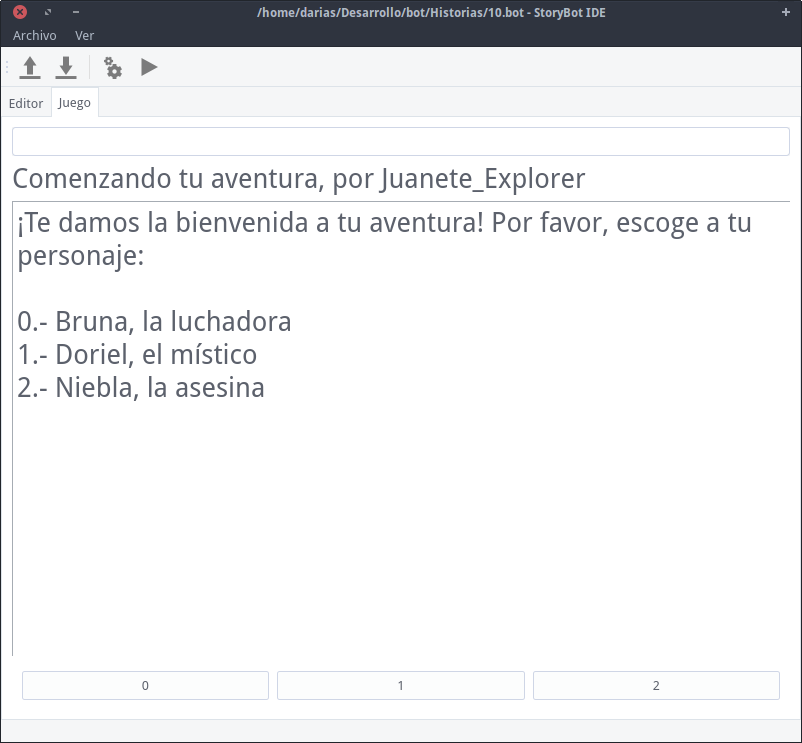 /home/darias/Desarrollo/bot/Historias/10.bot - StoryBot IDE
Archivo Ver
Editor Juego
Comenzando tu aventura, por Juanete_Explorer
¡Te damos la bienvenida a tu aventura! Por favor, escoge a tu
personaje:
0.- Bruna, la luchadora
1.- Doriel, el místico
2.- Niebla, la asesina
0 1 2